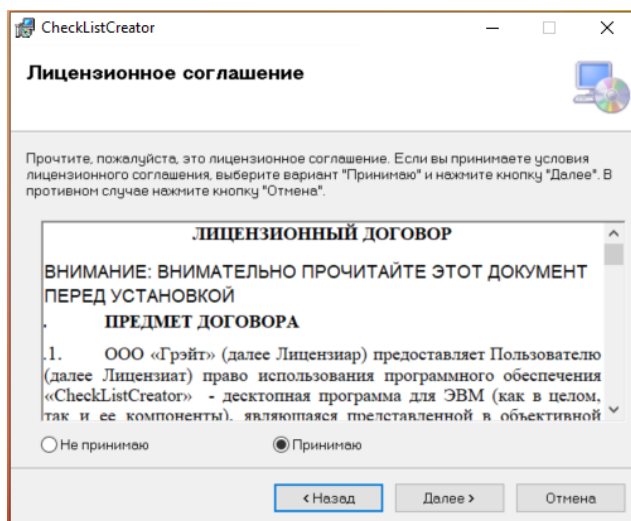 CheckListCreator
Лицензионное соглашение
Прочтите, пожалуйста, это лицензионное соглашение. Если вы принимаете условия
лицензионного соглашения, выберите вариант "Принимаю" и нажмите кнопку "Далее". В
противном случае нажмите кнопку "Отмена".
ЛИЦЕНЗИОННЫЙ ДОГОВОР
ВНИМАНИЕ: ВНИМАТЕЛЬНО ПРОЧИТАЙТЕ ЭТОТ ДОКУМЕНТ
ПЕРЕД УСТАНОВКОЙ
. ПРЕДМЕТ ДОГОВОРА
.1. ООО «Грэйт» (далее Лицензиар) предоставляет Пользователю
(далее Лицензиат) право использования программного обеспечения
«CheckListCreator» - десктопная программа для ЭВМ (как в целом,
так и ее компоненты), являющаяся представленной в объективной
Не принимаю Принимаю
< Назад Далее > Отмена